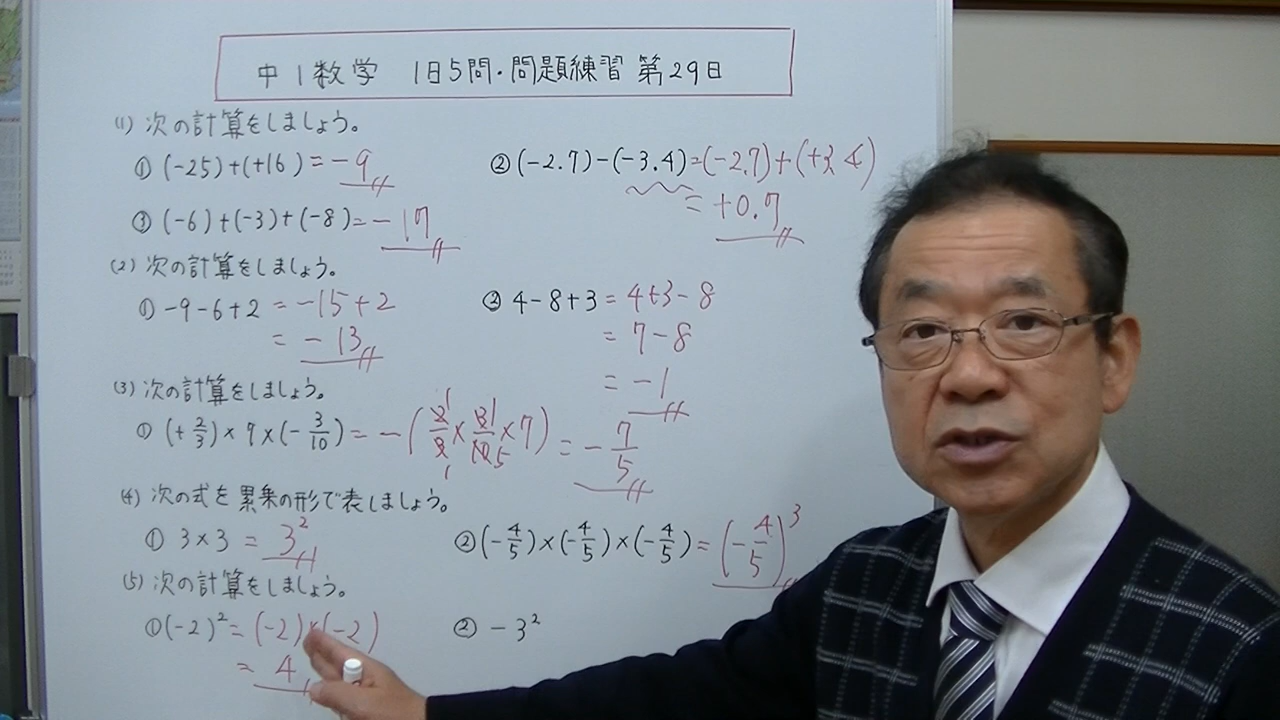 中1数学 1日5問・問題練習 第29日
(1) 次の計算をしましょう。
① (-25)+(+16) = -9
② (-2.7)-(-3.4)=(-2.7)+(+3.4)
= +0.7
③ (-6)+(-3)+(-8)= -17
(2) 次の計算をしましょう。
① -9-6+2 = -15+2
= -13
② 4-8+3 = 4+3-8
= 7-8
= -1
(3) 次の計算をしましょう。
① (+2/3)×9×(-3/10) = -(2/3×3/10×7) = -7/5
(4) 次の式を累乗の形で表しましょう。
① 3×3 = 3²
② (-4/5)×(-4/5)×(-4/5) = (-4/5)³
(5) 次の計算をしましょう。
① (-2)² = (-2)×(-2)
= 4
② -3²